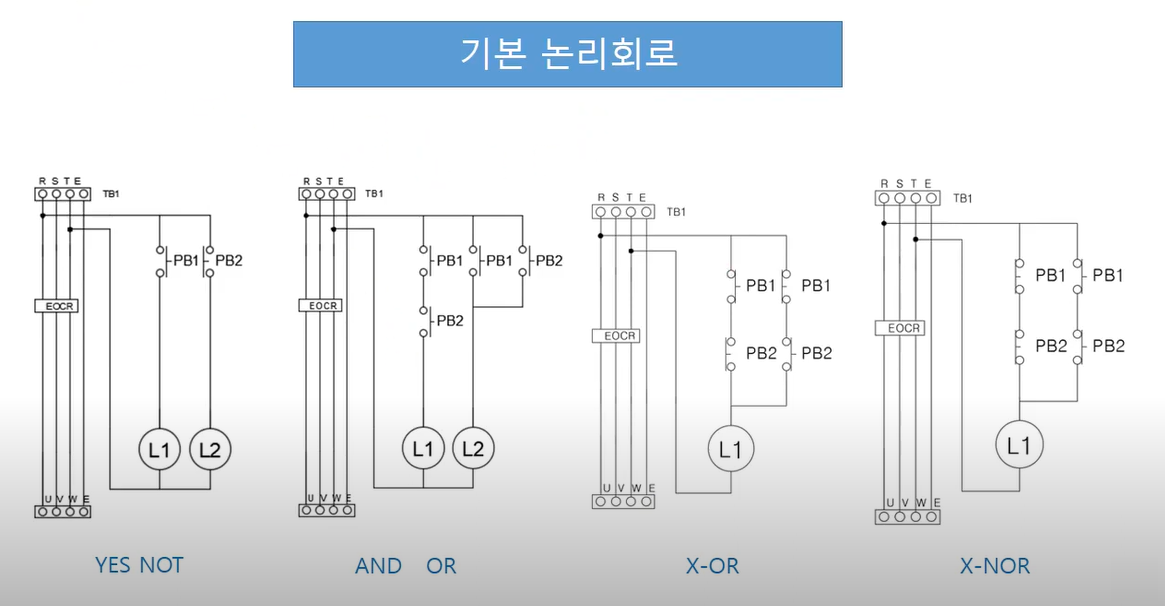 기본 논리회로
R S T E
TB1
PB1
PB2
EOCR
L1
L2
U V W E
YES NOT
R S T E
TB1
PB1
PB1
PB2
PB2
EOCR
L1
L2
U V W E
AND OR
R S T E
TB1
PB1
PB1
EOCR
PB2
PB2
L1
U V W E
X-OR
R S T E
TB1
PB1
PB1
EOCR
PB2
PB2
L1
U V W E
X-NOR